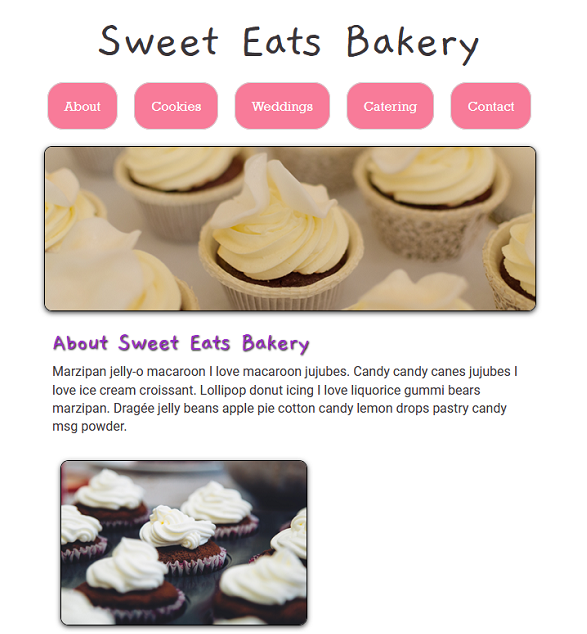 Sweet Eats Bakery
About
Cookies
Weddings
Catering
Contact
About Sweet Eats Bakery
Marzipan jelly-o macaroon I love macaroon jujubes. Candy candy canes jujubes I
love ice cream croissant. Lollipop donut icing I love liquorice gummi bears
marzipan. Dragée jelly beans apple pie cotton candy lemon drops pastry candy
msg powder.